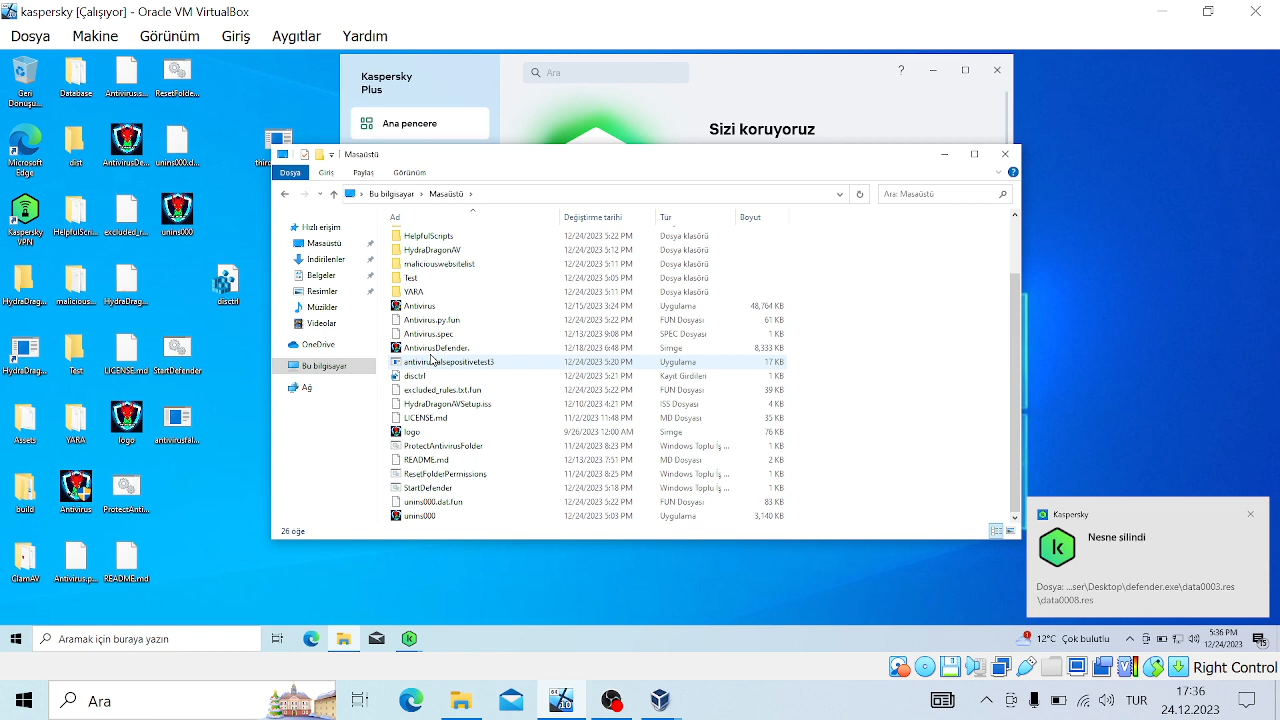 kaspersky [Çalışıyor] - Oracle VM VirtualBox
Dosya Makine Görünüm Giriş Aygıtlar Yardım
Geri Dönüşü...
Database
Antivirus.s...
ResetFolde...
Microsoft Edge
dist
AntivirusDe...
unins000.d...
Kaspersky VPN
HelpfulScri...
excluded_r...
unins000
HydraDrag...
malicious...
HydraDrag...
disctrl
HydraDrag...
Test
LICENSE.md
StartDefender
Assets
YARA
logo
antivirusfal...
build
Antivirus
ProtectAnti...
ClamAV
Antivirus.p...
README.md
Kaspersky Plus
Ana pencere
Ara
?
Sizi koruyoruz
Masaüstü
Dosya Giriş Paylaş Görünüm
Bu bilgisayar > Masaüstü >
Ara: Masaüstü
Hızlı erişim
Masaüstü
İndirilenler
Belgeler
Resimler
Müzikler
Videolar
OneDrive
Bu bilgisayar
Ağ
Ad Değiştirme tarihi Tür Boyut
HelpfulScripts 12/24/2023 5:22 PM Dosya klasörü
HydraDragonAV 12/24/2023 5:12 PM Dosya klasörü
maliciouswebsitelist 12/24/2023 5:11 PM Dosya klasörü
Test 12/24/2023 5:05 PM Dosya klasörü
YARA 12/24/2023 5:11 PM Dosya klasörü
Antivirus 12/15/2023 3:24 PM Uygulama 48,764 KB
Antivirus.py.fun 12/24/2023 5:22 PM FUN Dosyası 61 KB
Antivirus.spec 12/13/2023 9:08 PM SPEC Dosyası 1 KB
AntivirusDefender. 12/18/2023 6:48 PM Simge 8,333 KB
antivirusfalsepositivetest3 12/24/2023 5:20 PM Uygulama 17 KB
disctrl 12/24/2023 5:21 PM Kayıt Girdileri 1 KB
excluded_rules.txt.fun 12/24/2023 5:22 PM FUN Dosyası 39 KB
HydraDragonAVSetup.iss 12/10/2023 4:21 PM ISS Dosyası 4 KB
LICENSE.md 11/2/2023 11:48 PM MD Dosyası 35 KB
logo 9/26/2023 12:00 AM Simge 76 KB
ProtectAntivirusFolder 11/24/2023 8:23 PM Windows Toplu İş ... 1 KB
README.md 12/13/2023 7:51 PM MD Dosyası 2 KB
ResetFolderPermissions 11/24/2023 8:25 PM Windows Toplu İş ... 1 KB
StartDefender 12/24/2023 5:18 PM Windows Toplu İş ... 1 KB
unins000.dat.fun 12/24/2023 5:22 PM FUN Dosyası 83 KB
unins000 12/24/2023 5:03 PM Uygulama 3,140 KB
26 öğe
Kaspersky
Nesne silindi
Dosya: ...ser\Desktop\defender.exe\data0003.res
\data0008.res
Aramak için buraya yazın
12°C Çok bulutlu
5:36 PM
12/24/2023
Right Control
Ara
TUR
17:36
24.12.2023